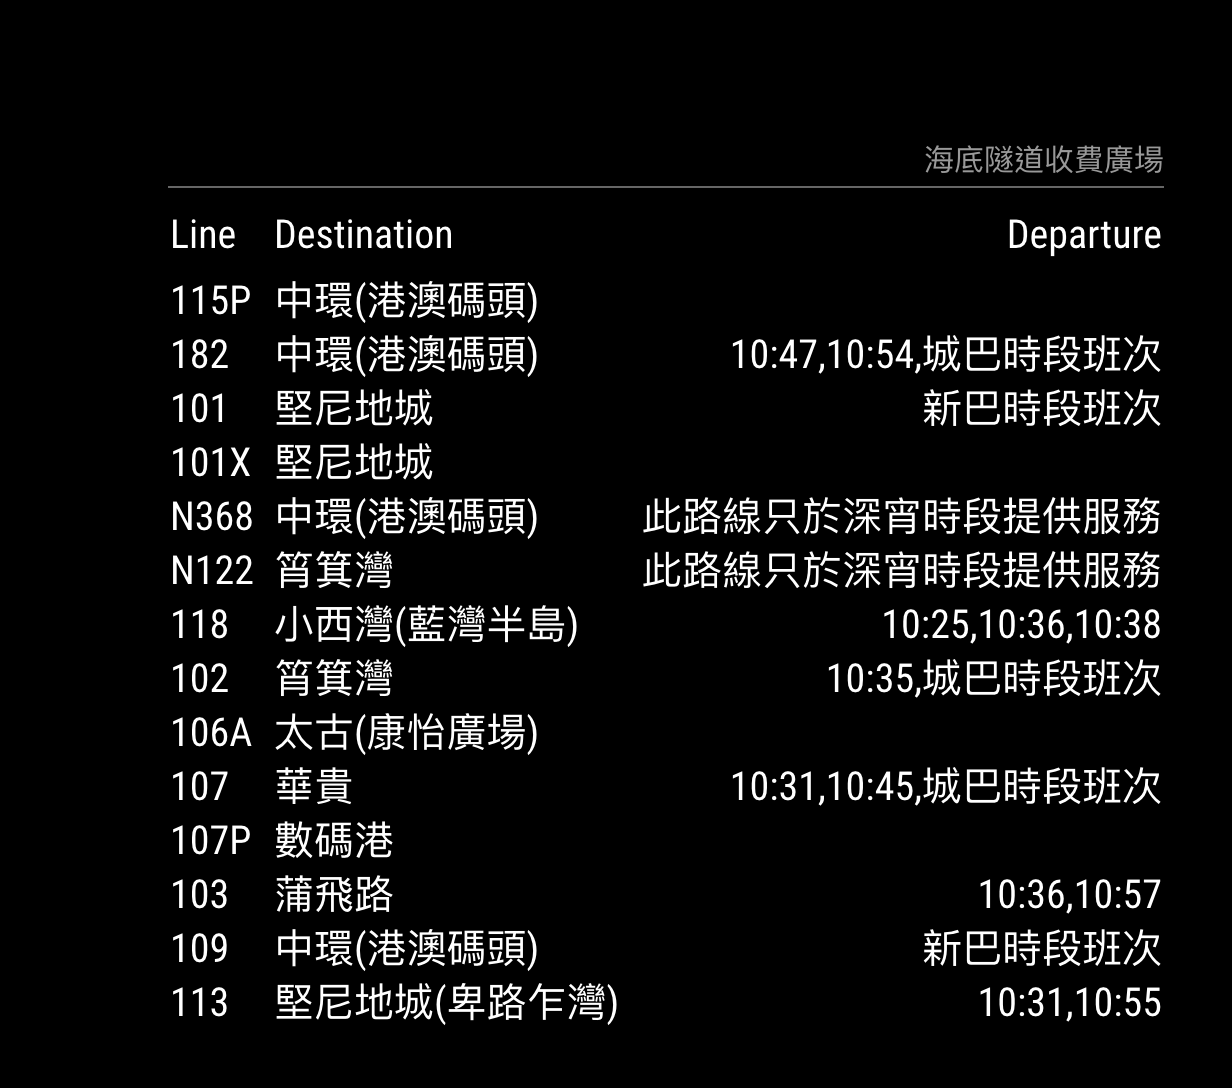 海底隧道收費廣場
Line Destination Departure
115P 中環(港澳碼頭)
182 中環(港澳碼頭) 10:47,10:54,城巴時段班次
101 堅尼地城 新巴時段班次
101X 堅尼地城
N368 中環(港澳碼頭) 此路線只於深宵時段提供服務
N122 筲箕灣 此路線只於深宵時段提供服務
118 小西灣(藍灣半島) 10:25,10:36,10:38
102 筲箕灣 10:35,城巴時段班次
106A 太古(康怡廣場)
107 華貴 10:31,10:45,城巴時段班次
107P 數碼港
103 蒲飛路 10:36,10:57
109 中環(港澳碼頭) 新巴時段班次
113 堅尼地城(卑路乍灣) 10:31,10:55